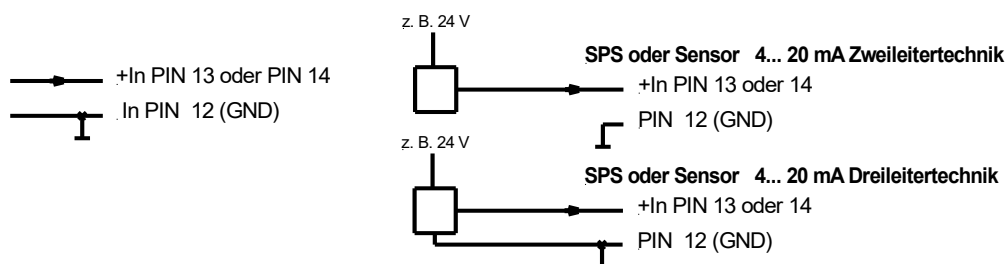 +In PIN 13 oder PIN 14
In PIN 12 (GND)
z. B. 24 V
SPS oder Sensor 4... 20 mA Zweileitertechnik
+In PIN 13 oder 14
PIN 12 (GND)
z. B. 24 V
SPS oder Sensor 4... 20 mA Dreileitertechnik
+In PIN 13 oder 14
PIN 12 (GND)